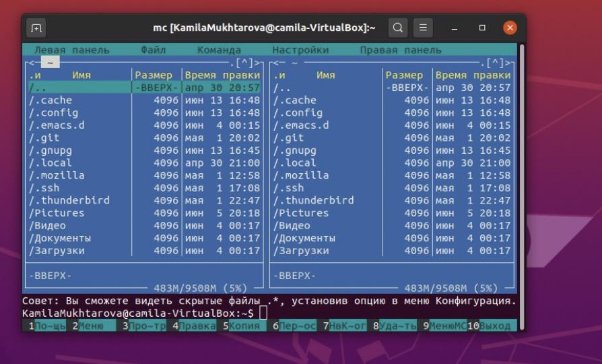 mc [KamilaMukhtarova@camila-VirtualBox]:~
Левая панель Файл Команда Настройки Правая панель
<- ~ .[^]> <- ~ .[^]>
.и Имя Размер Время правки .и Имя Размер Время правки
/.. -ВВЕРХ- апр 30 20:57 /.. -ВВЕРХ- апр 30 20:57
/.cache 4096 июн 13 16:48 /.cache 4096 июн 13 16:48
/.config 4096 июн 13 16:48 /.config 4096 июн 13 16:48
/.emacs.d 4096 июн 4 00:15 /.emacs.d 4096 июн 4 00:15
/.git 4096 мая 1 20:02 /.git 4096 мая 1 20:02
/.gnupg 4096 июн 13 16:45 /.gnupg 4096 июн 13 16:45
/.local 4096 апр 30 21:00 /.local 4096 апр 30 21:00
/.mozilla 4096 мая 1 12:58 /.mozilla 4096 мая 1 12:58
/.ssh 4096 мая 1 17:08 /.ssh 4096 мая 1 17:08
/.thunderbird 4096 мая 1 22:47 /.thunderbird 4096 мая 1 22:47
/Pictures 4096 июн 5 20:18 /Pictures 4096 июн 5 20:18
/Видео 4096 июн 4 00:17 /Видео 4096 июн 4 00:17
/Документы 4096 июн 4 00:17 /Документы 4096 июн 4 00:17
/Загрузки 4096 июн 4 00:17 /Загрузки 4096 июн 4 00:17
-ВВЕРХ- -ВВЕРХ-
483M/9508M (5%) 483M/9508M (5%)
Совет: Вы сможете видеть скрытые файлы .*, установив опцию в меню Конфигурация.
KamilaMukhtarova@camila-VirtualBox:~$
1По~щь 2Меню 3Про~тр 4Правка 5Копия 6Пер~ос 7НвК~ог 8Уда~ть 9МенюMC 10Выход